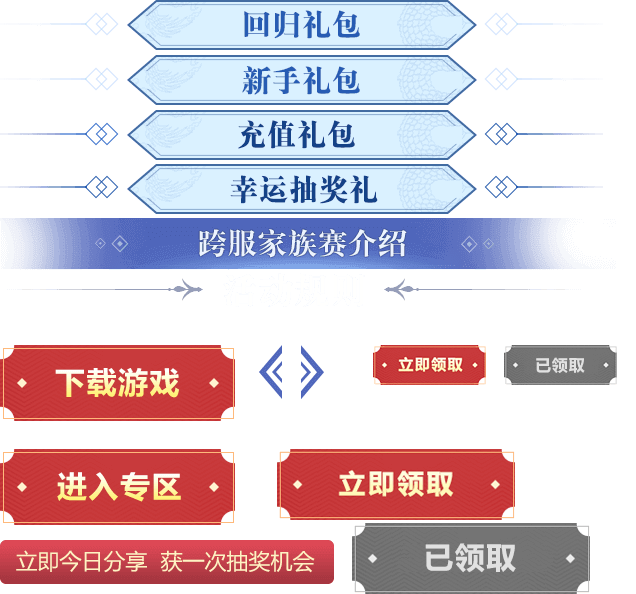 回归礼包
新手礼包
充值礼包
幸运抽奖礼
跨服家族赛介绍
下载游戏
立即领取
已领取
进入专区
立即领取
立即今日分享 获一次抽奖机会
已领取